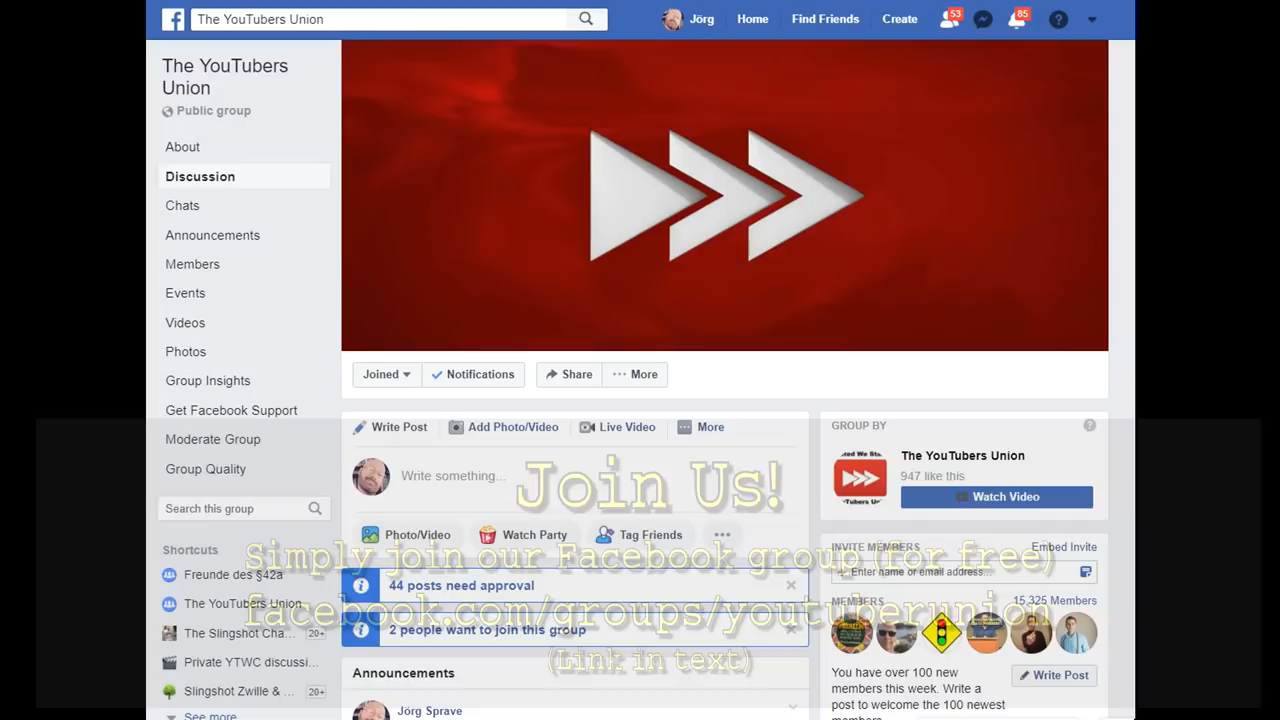 The YouTubers Union
Jörg
Home
Find Friends
Create
53
85
The YouTubers
Union
Public group
About
Discussion
Chats
Announcements
Members
Events
Videos
Photos
Group Insights
Get Facebook Support
Moderate Group
Group Quality
Search this group
Shortcuts
Freunde des §42a
The YouTubers Union
The Slingshot Cha... 20+
Private YTWC discussi...
Slingshot Zwille & ... 20+
See more
Joined
Notifications
Share
More
Write Post
Add Photo/Video
Live Video
More
Write something...
Photo/Video
Watch Party
Tag Friends
44 posts need approval
2 people want to join this group
Announcements
Jörg Sprave
Join Us!
Simply join our Facebook group (for free)
facebook.com/groups/youtuberunion
(Link in text)
GROUP BY
The YouTubers Union
947 like this
Watch Video
INVITE MEMBERS
Embed Invite
Enter name or email address...
MEMBERS
15,325 Members
You have over 100 new
members this week. Write a
post to welcome the 100 newest
Write Post